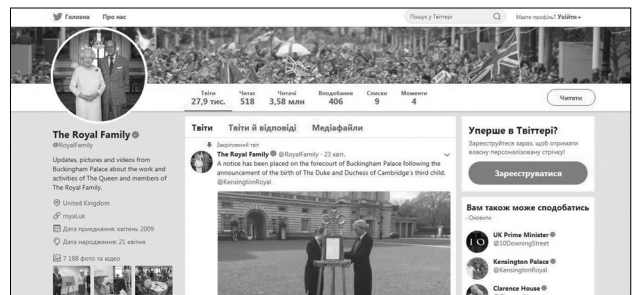 Головна Про нас
Пошук у Твіттері
Маєте профіль? Увійти
Твіти Читає Читачі Вподобання Списки Моменти
27,9 тис. 518 3,58 млн 406 9 4
Читати
The Royal Family
@RoyalFamily
Updates, pictures and videos from
Buckingham Palace about the work and
activities of The Queen and members of
The Royal Family.
United Kingdom
royal.uk
Дата приєднання: квітень 2009
Дата народження: 21 квітня
7 188 фото та відео
Твіти Твіти й відповіді Медіафайли
Закріплений твіт
The Royal Family @RoyalFamily · 23 квіт.
A notice has been placed on the forecourt of Buckingham Palace following the
announcement of the birth of The Duke and Duchess of Cambridge's third child.
@KensingtonRoyal
Уперше в Твіттері?
Зареєструйтеся зараз, щоб отримати
власну персоналізовану стрічку!
Зареєструватися
Вам також може сподобатись
· Оновити
UK Prime Minister
@10DowningStreet
Kensington Palace
@KensingtonRoyal
Clarence House